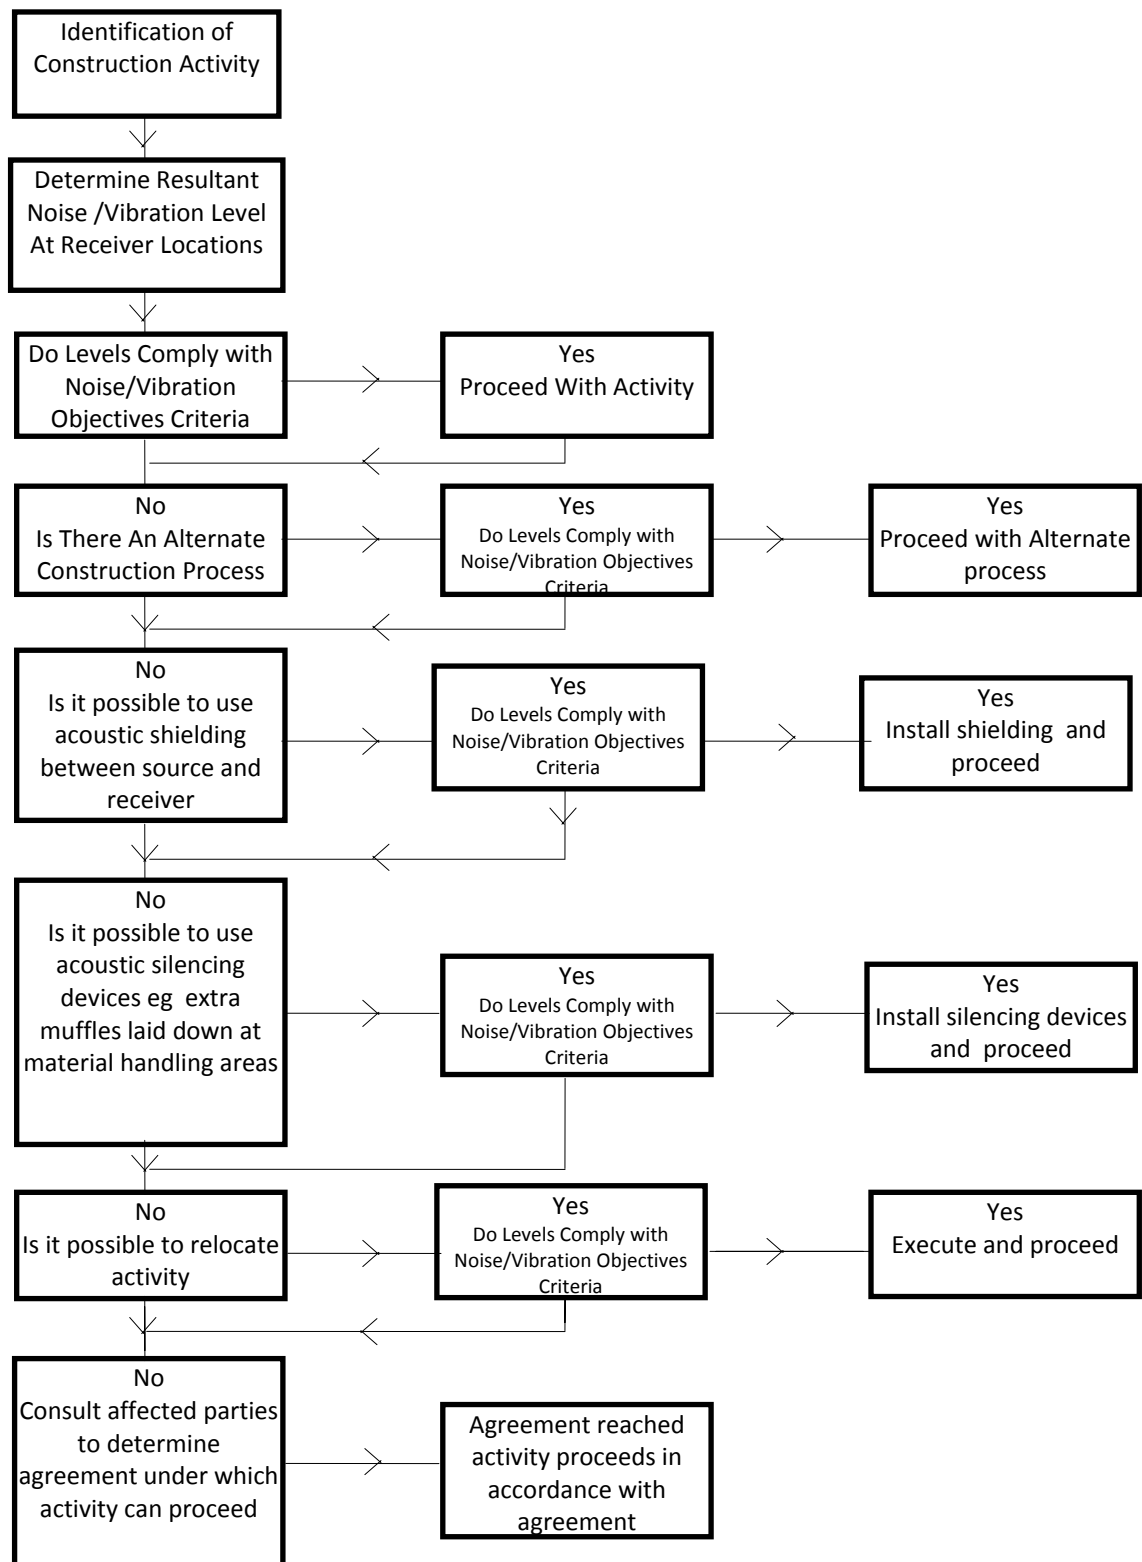 Identification of
Construction Activity
Determine Resultant
Noise /Vibration Level
At Receiver Locations
Do Levels Comply with
Noise/Vibration
Objectives Criteria
Yes
Proceed With Activity
No
Is There An Alternate
Construction Process
Yes
Do Levels Comply with
Noise/Vibration Objectives
Criteria
Yes
Proceed with Alternate
process
No
Is it possible to use
acoustic shielding
between source and
receiver
Yes
Do Levels Comply with
Noise/Vibration Objectives
Criteria
Yes
Install shielding and
proceed
No
Is it possible to use
acoustic silencing
devices eg extra
muffles laid down at
material handling areas
Yes
Do Levels Comply with
Noise/Vibration Objectives
Criteria
Yes
Install silencing devices
and proceed
No
Is it possible to relocate
activity
Yes
Do Levels Comply with
Noise/Vibration Objectives
Criteria
Yes
Execute and proceed
No
Consult affected parties
to determine
agreement under which
activity can proceed
Agreement reached
activity proceeds in
accordance with
agreement